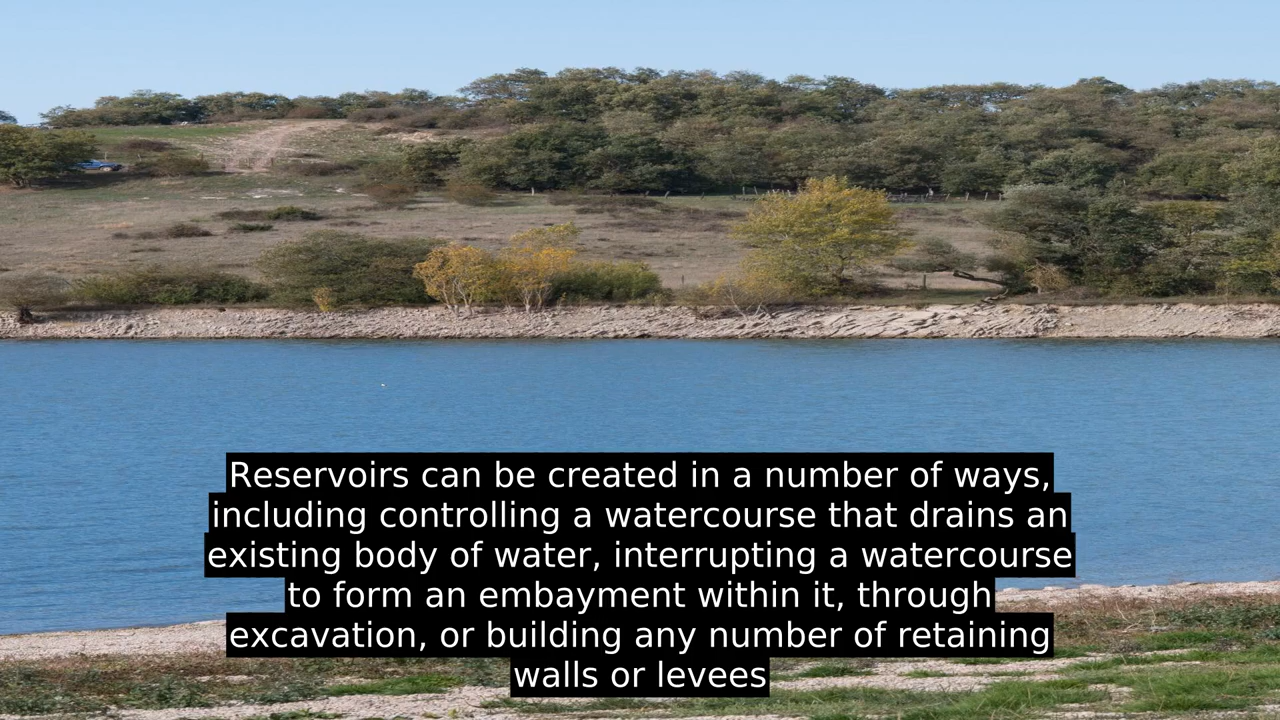 Reservoirs can be created in a number of ways,
including controlling a watercourse that drains an
existing body of water, interrupting a watercourse
to form an embayment within it, through
excavation, or building any number of retaining
walls or levees